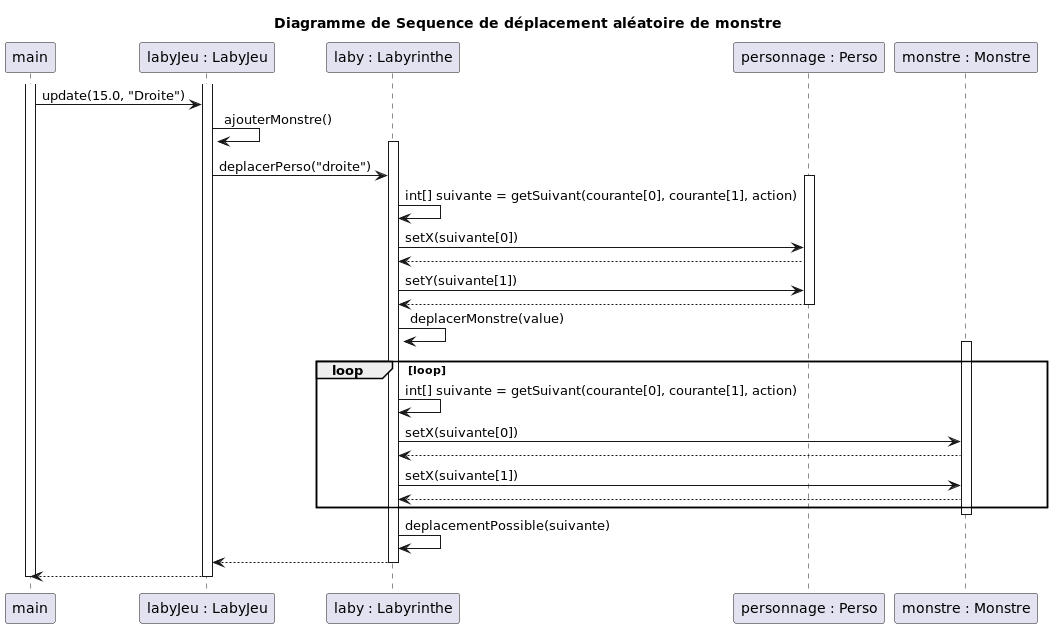 Diagramme de Sequence de déplacement aléatoire de monstre
main
labyJeu : LabyJeu
laby : Labyrinthe
personnage : Perso
monstre : Monstre
update(15.0, "Droite")
ajouterMonstre()
deplacerPerso("droite")
int[] suivante = getSuivant(courante[0], courante[1], action)
setX(suivante[0])
setY(suivante[1])
deplacerMonstre(value)
loop
[loop]
int[] suivante = getSuivant(courante[0], courante[1], action)
setX(suivante[0])
setX(suivante[1])
deplacementPossible(suivante)
main
labyJeu : LabyJeu
laby : Labyrinthe
personnage : Perso
monstre : Monstre